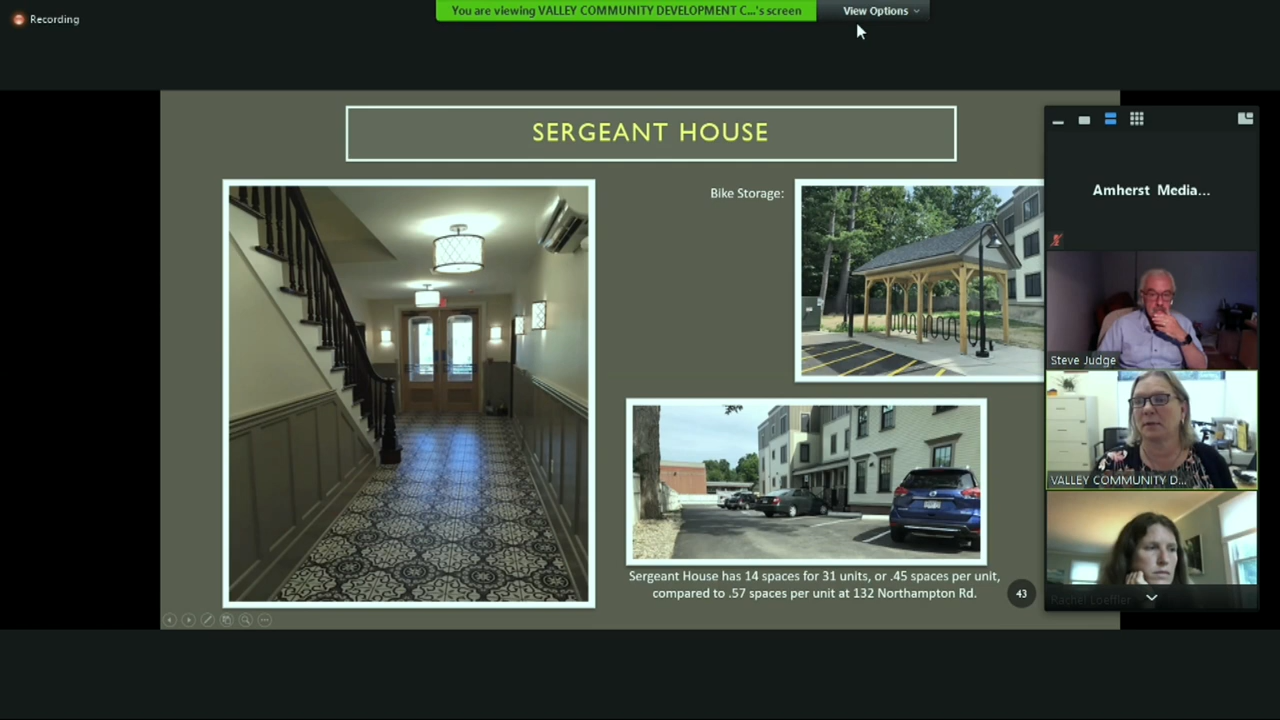 Recording
You are viewing VALLEY COMMUNITY DEVELOPMENT C...'s screen
View Options
SERGEANT HOUSE
Bike Storage:
Sergeant House has 14 spaces for 31 units, or .45 spaces per unit,
compared to .57 spaces per unit at 132 Northampton Rd.
43
Amherst Media...
Steve Judge
VALLEY COMMUNITY D...
Rachel Loeffler